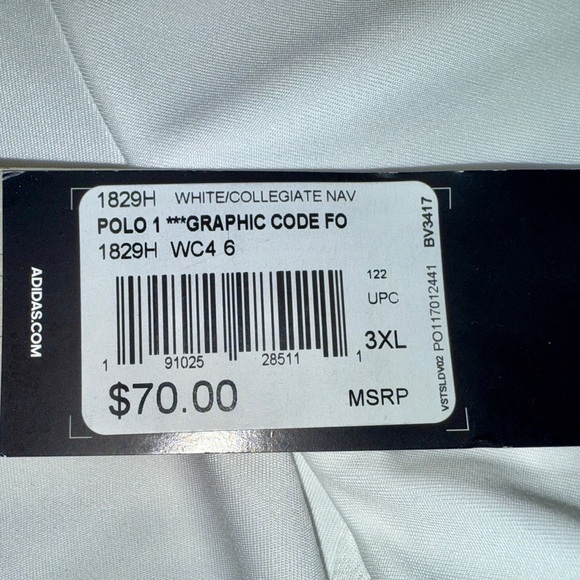 1829H WHITE/COLLEGIATE NAV
POLO 1 ***GRAPHIC CODE FO
1829H WC4 6
122
UPC
3XL
1 91025 28511 1
$70.00 MSRP
ADIDAS.COM
VSTSLDV02 PO117012441 BV3417